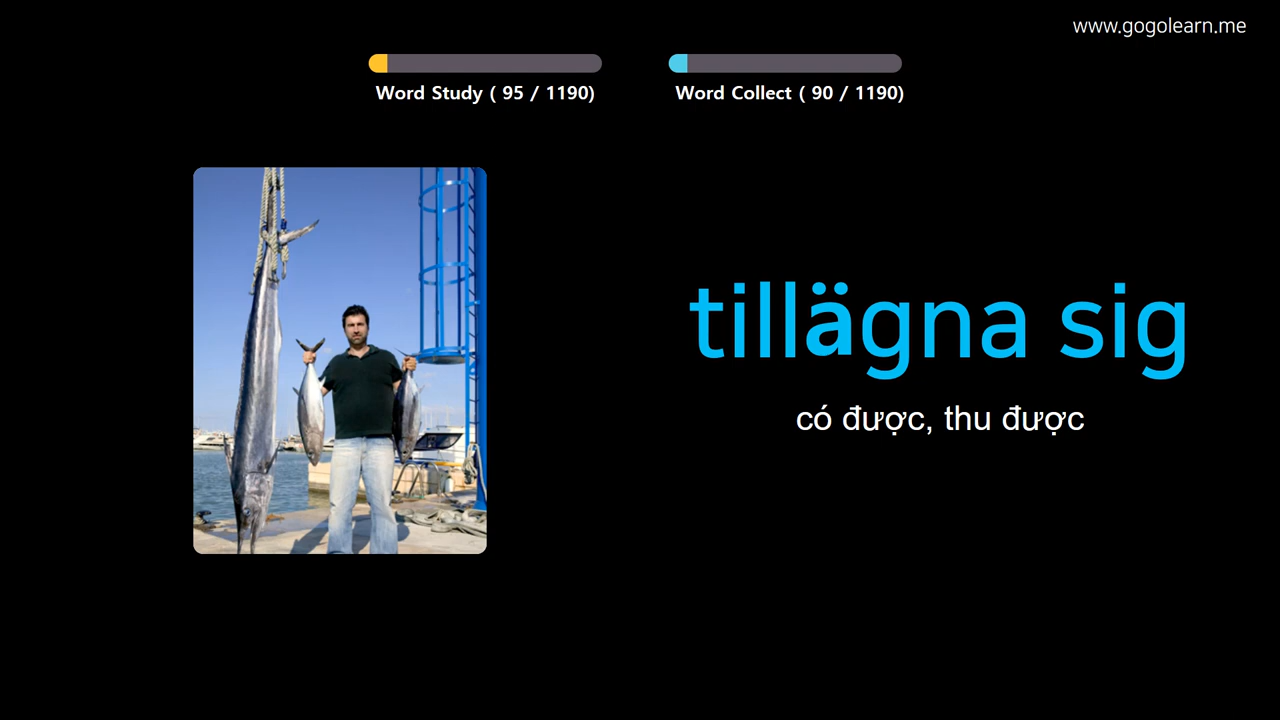 www.gogolearn.me
Word Study ( 95 / 1190)
Word Collect ( 90 / 1190)
tillägna sig
có được, thu được